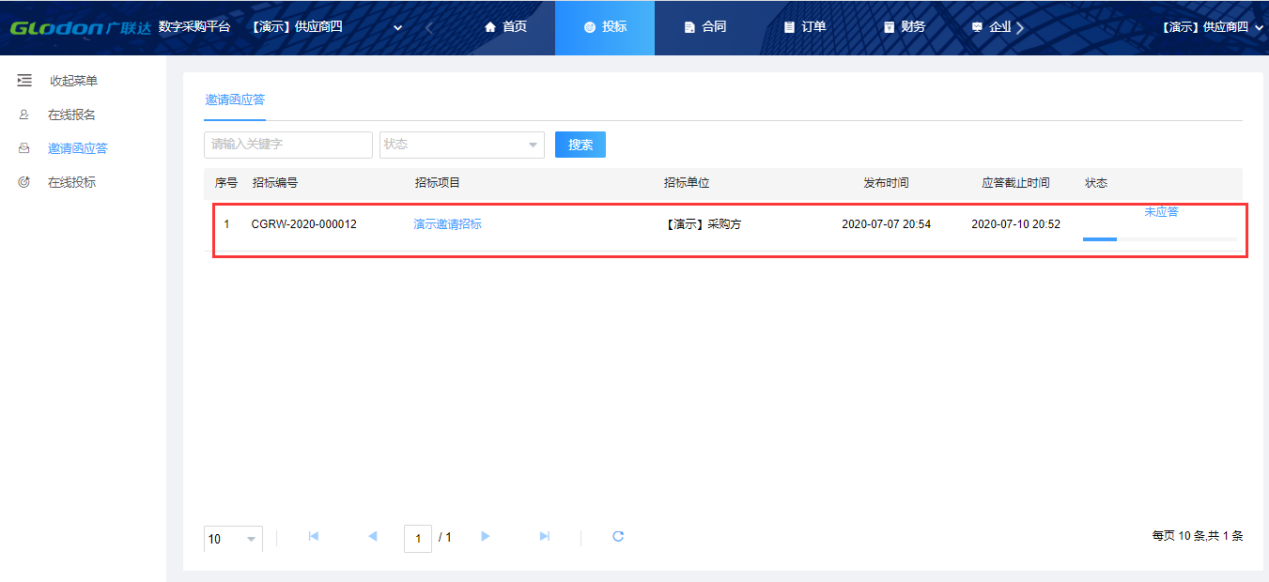 GLodon广联达 数字采购平台 【演示】供应商四 首页 投标 合同 订单 财务 企业 【演示】供应商四
收起菜单
在线报名
邀请函应答
在线投标
邀请函应答
请输入关键字 状态 搜索
序号 招标编号 招标项目 招标单位 发布时间 应答截止时间 状态
1 CGRW-2020-000012 演示邀请招标 【演示】采购方 2020-07-07 20:54 2020-07-10 20:52 未应答
10 1 / 1 每页 10 条,共 1 条